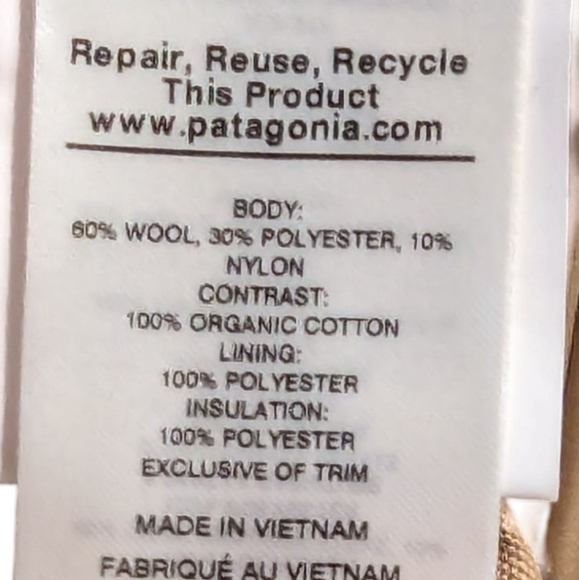 Repair, Reuse, Recycle
This Product
www.patagonia.com
BODY:
60% WOOL, 30% POLYESTER, 10%
NYLON
CONTRAST:
100% ORGANIC COTTON
LINING:
100% POLYESTER
INSULATION:
100% POLYESTER
EXCLUSIVE OF TRIM
MADE IN VIETNAM
FABRIQUÉ AU VIETNAM